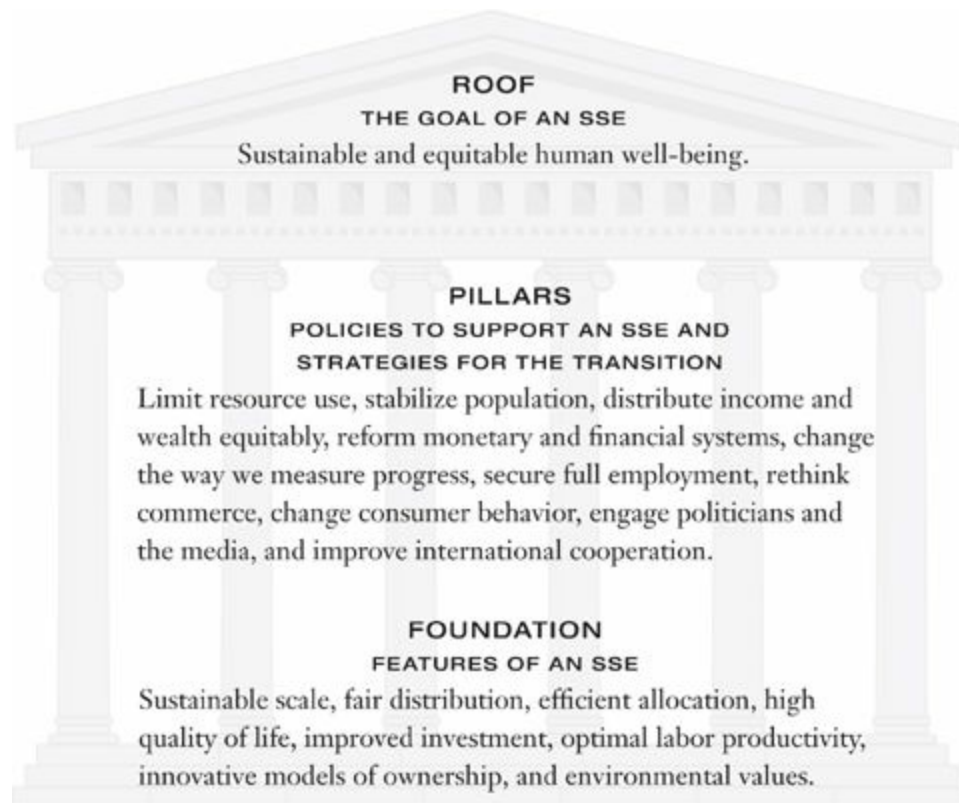 ROOF
THE GOAL OF AN SSE
Sustainable and equitable human well-being.
PILLARS
POLICIES TO SUPPORT AN SSE AND
STRATEGIES FOR THE TRANSITION
Limit resource use, stabilize population, distribute income and
wealth equitably, reform monetary and financial systems, change
the way we measure progress, secure full employment, rethink
commerce, change consumer behavior, engage politicians and
the media, and improve international cooperation.
FOUNDATION
FEATURES OF AN SSE
Sustainable scale, fair distribution, efficient allocation, high
quality of life, improved investment, optimal labor productivity,
innovative models of ownership, and environmental values.